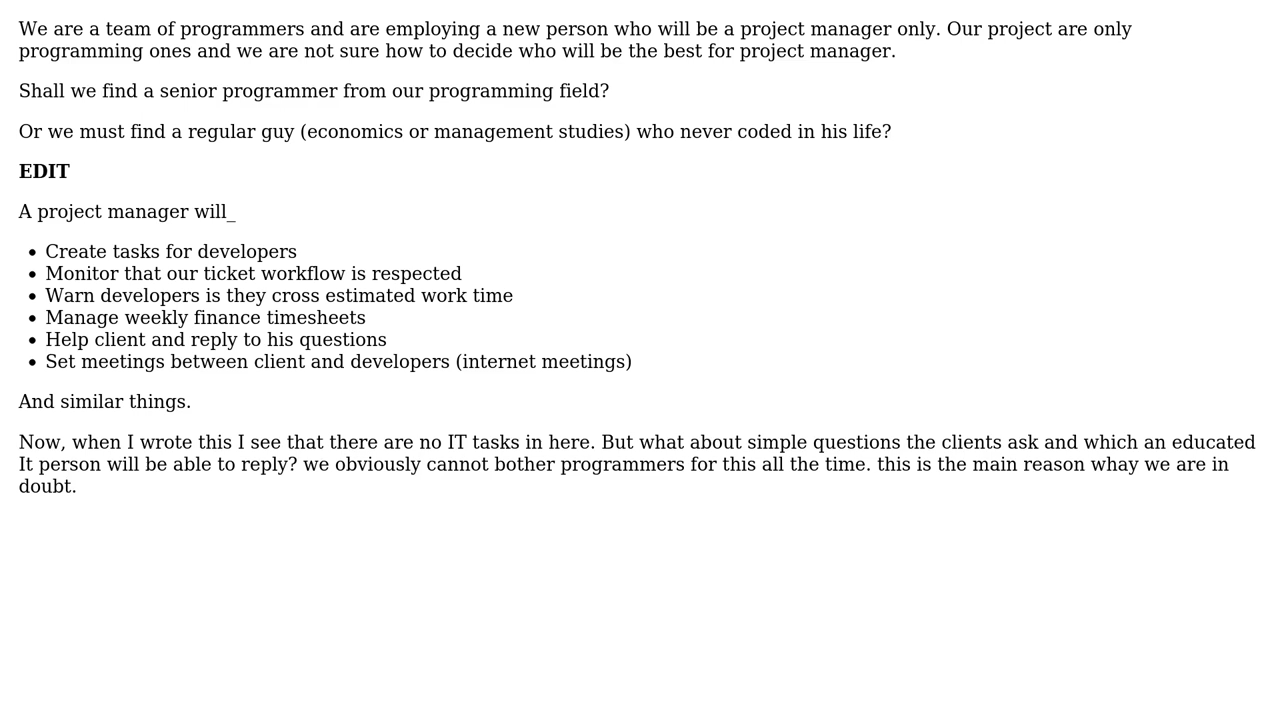 We are a team of programmers and are employing a new person who will be a project manager only. Our project are only
programming ones and we are not sure how to decide who will be the best for project manager.
Shall we find a senior programmer from our programming field?
Or we must find a regular guy (economics or management studies) who never coded in his life?
EDIT
A project manager will_
• Create tasks for developers
• Monitor that our ticket workflow is respected
• Warn developers is they cross estimated work time
• Manage weekly finance timesheets
• Help client and reply to his questions
• Set meetings between client and developers (internet meetings)
And similar things.
Now, when I wrote this I see that there are no IT tasks in here. But what about simple questions the clients ask and which an educated
It person will be able to reply? we obviously cannot bother programmers for this all the time. this is the main reason whay we are in
doubt.